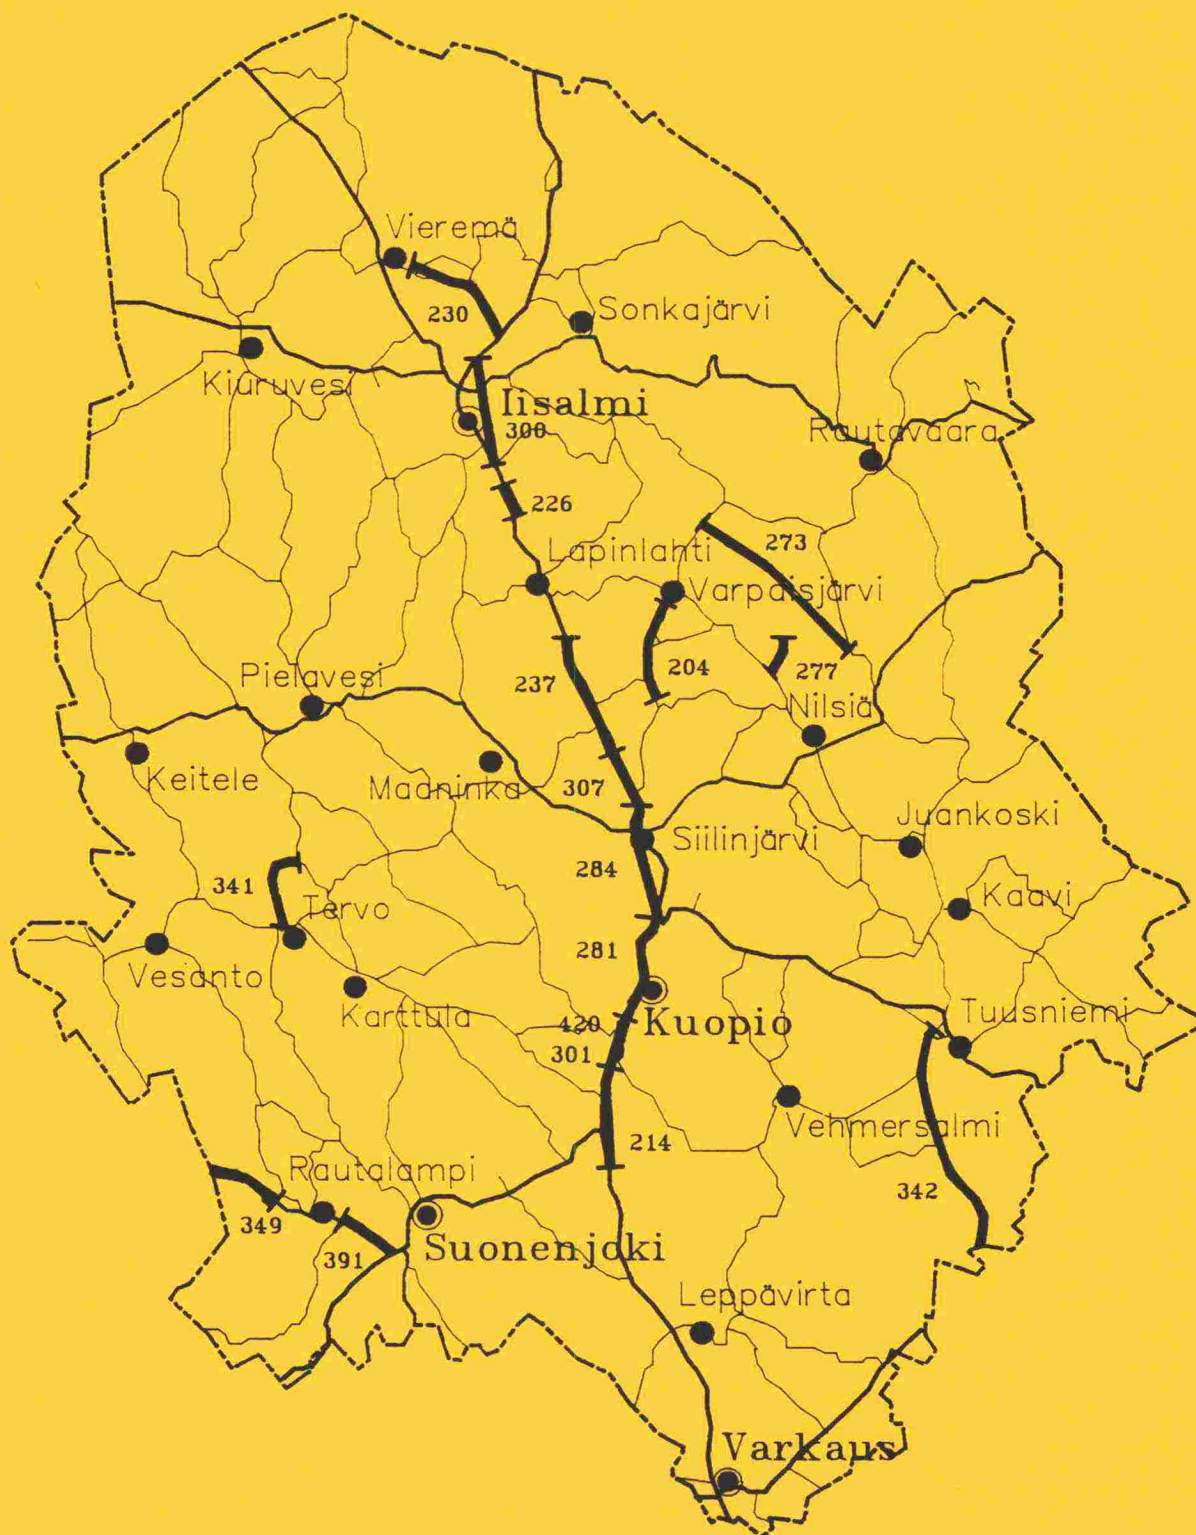 Vieremä
230
Sonkajärvi
Kiuruvesi
Iisalmi
300
Rautavaara
226
273
Lapinlahti
Varpaisjärvi
204
277
237
Pielavesi
Nilsiä
Keitele
Maaninka
307
Juankoski
Siilinjärvi
284
341
Tervo
Kaavi
281
Vesanto
Karttula
420
Kuopio
Tuusniemi
301
Vehmersalmi
214
Rautalampi
342
349
391
Suonenjoki
Leppävirta
Varkaus